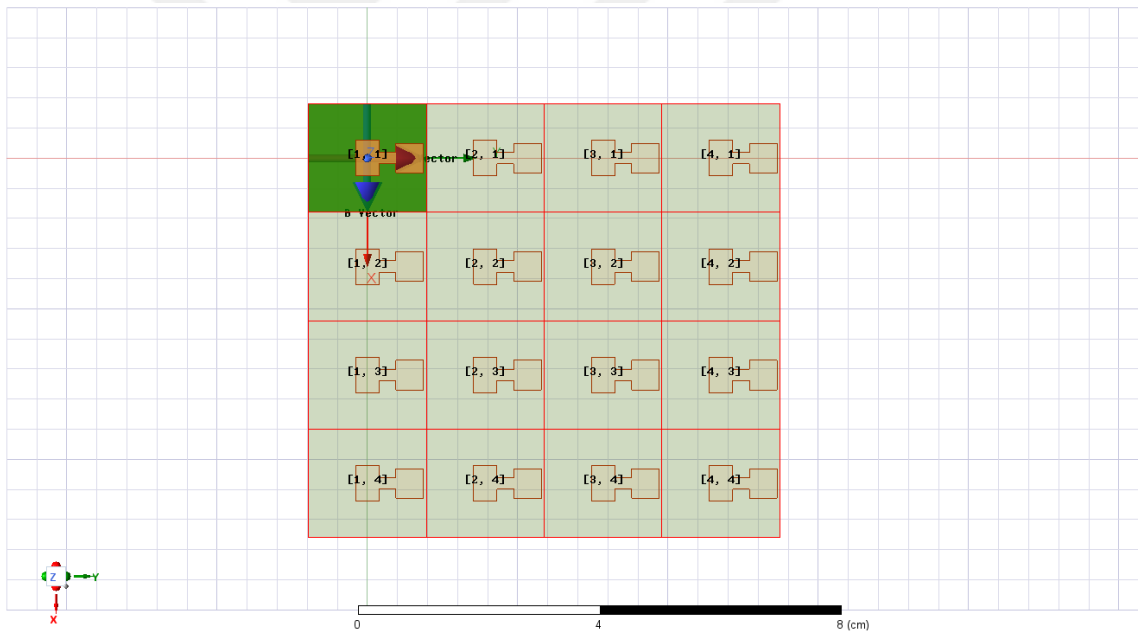 [1, 1] ector [2, 1] [3, 1] [4, 1]
Z
B Vector
[1, 2] [2, 2] [3, 2] [4, 2]
X
[1, 3] [2, 3] [3, 3] [4, 3]
[1, 4] [2, 4] [3, 4] [4, 4]
Z Y
X
0 4 8 (cm)